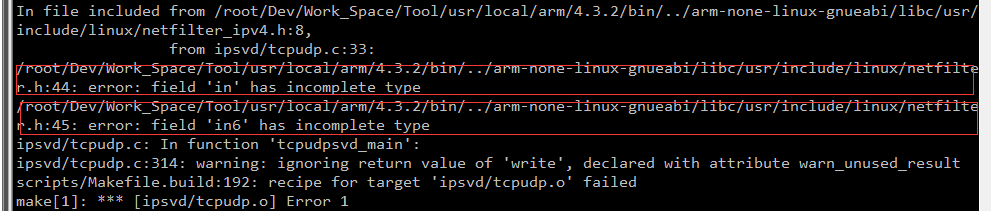 In file included from /root/Dev/Work_Space/Tool/usr/local/arm/4.3.2/bin/../arm-none-linux-gnueabi/libc/usr/
include/linux/netfilter_ipv4.h:8,
from ipsvd/tcpudp.c:33:
/root/Dev/Work_Space/Tool/usr/local/arm/4.3.2/bin/../arm-none-linux-gnueabi/libc/usr/include/linux/netfilte
r.h:44: error: field 'in' has incomplete type
/root/Dev/Work_Space/Tool/usr/local/arm/4.3.2/bin/../arm-none-linux-gnueabi/libc/usr/include/linux/netfilte
r.h:45: error: field 'in6' has incomplete type
ipsvd/tcpudp.c: In function 'tcpudpsvd_main':
ipsvd/tcpudp.c:314: warning: ignoring return value of 'write', declared with attribute warn_unused_result
scripts/Makefile.build:192: recipe for target 'ipsvd/tcpudp.o' failed
make[1]: *** [ipsvd/tcpudp.o] Error 1